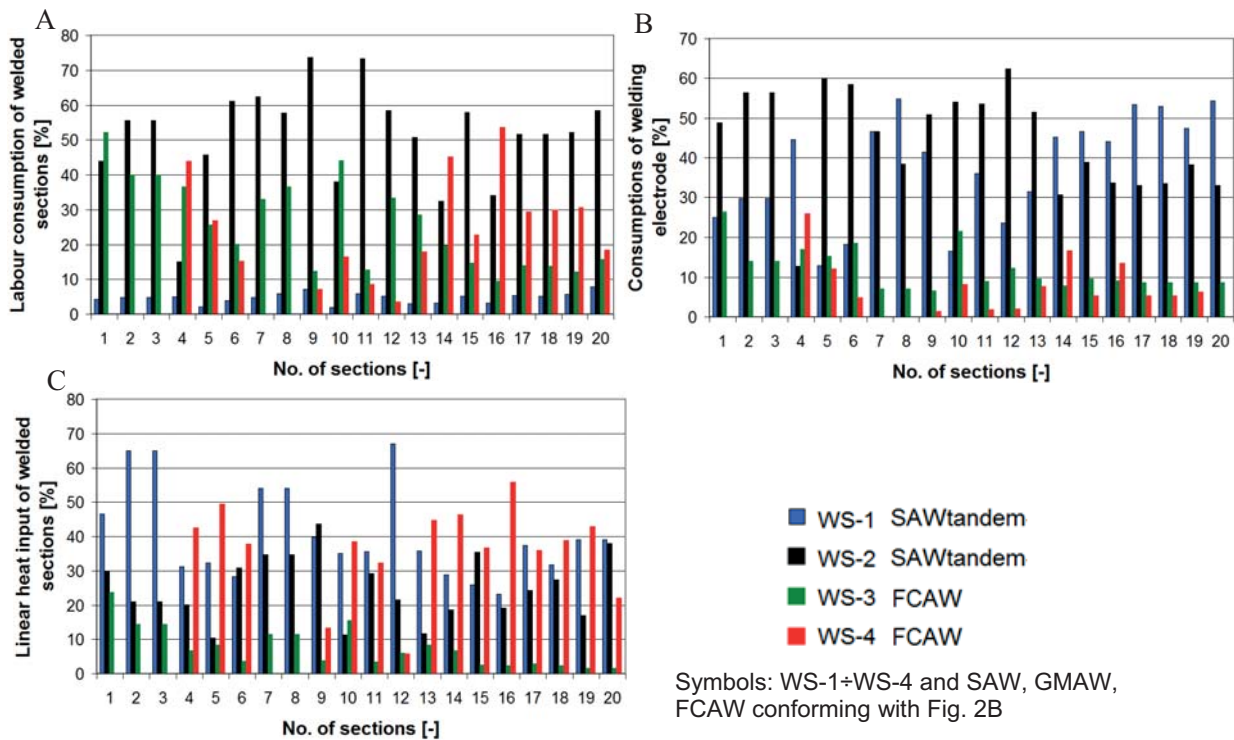 A
Labour consumption of welded
sections [%]
80
70
60
50
40
30
20
10
0
1 2 3 4 5 6 7 8 9 10 11 12 13 14 15 16 17 18 19 20
No. of sections [-]
B
Consumptions of welding
electrode [%]
70
60
50
40
30
20
10
0
1 2 3 4 5 6 7 8 9 10 11 12 13 14 15 16 17 18 19 20
No. of sections [-]
C
Linear heat input of welded
sections [%]
80
70
60
50
40
30
20
10
0
1 2 3 4 5 6 7 8 9 10 11 12 13 14 15 16 17 18 19 20
No. of sections [-]
WS-1 SAWtandem
WS-2 SAWtandem
WS-3 FCAW
WS-4 FCAW
Symbols: WS-1÷WS-4 and SAW, GMAW,
FCAW conforming with Fig. 2B